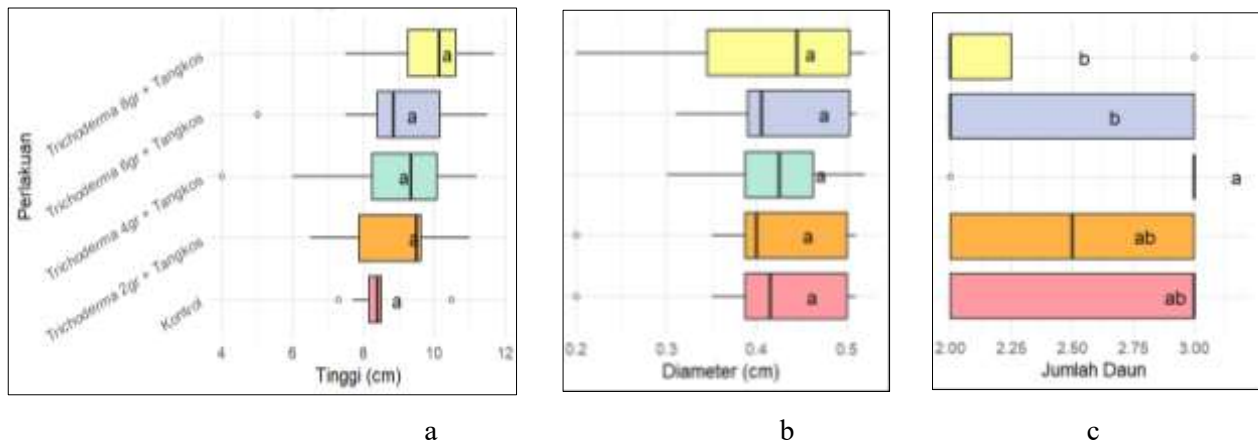 Perlakuan
Trichoderma 8gr + Tangkos
Trichoderma 6gr + Tangkos
Trichoderma 4gr + Tangkos
Trichoderma 2gr + Tangkos
Kontrol
a
a
a
a
a
4 6 8 10 12
Tinggi (cm)
a
a
a
a
a
0.2 0.3 0.4 0.5
Diameter (cm)
b
b
a
ab
ab
2.00 2.25 2.50 2.75 3.00
Jumlah Daun
a b c